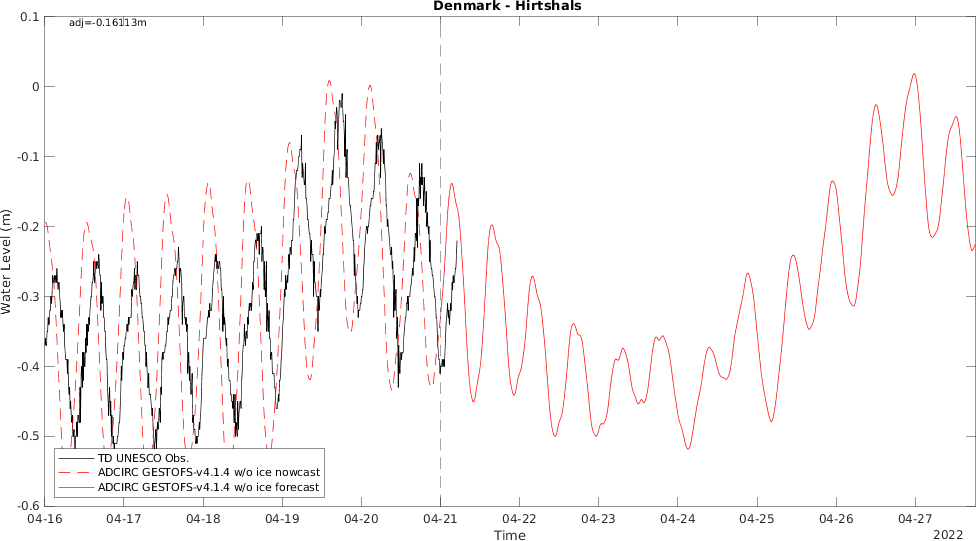 Denmark - Hirtshals
adj=-0.16113m
0.1
0
-0.1
-0.2
-0.3
-0.4
-0.5
-0.6
Water Level (m)
TD UNESCO Obs.
ADCIRC GESTOFS-v4.1.4 w/o ice nowcast
ADCIRC GESTOFS-v4.1.4 w/o ice forecast
04-16 04-17 04-18 04-19 04-20 04-21 04-22 04-23 04-24 04-25 04-26 04-27
Time
2022